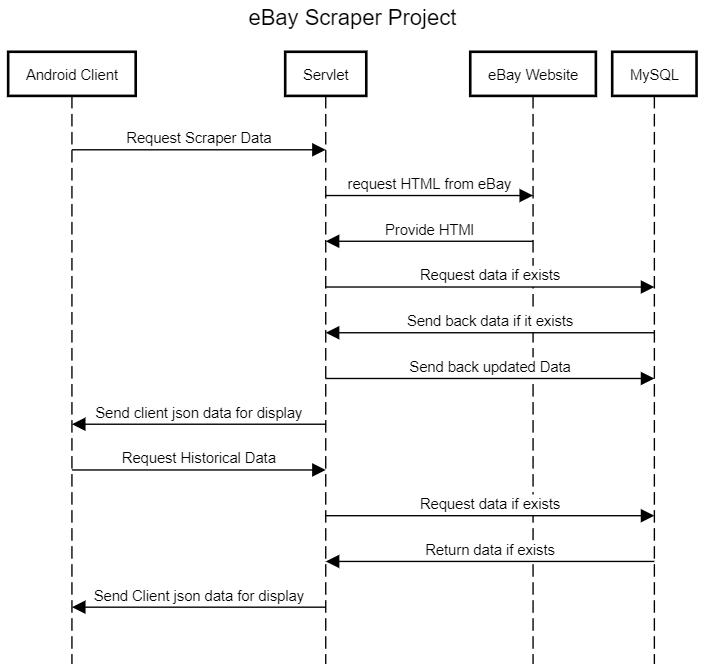 eBay Scraper Project
Android Client
Servlet
eBay Website
MySQL
Request Scraper Data
request HTML from eBay
Provide HTMl
Request data if exists
Send back data if it exists
Send back updated Data
Send client json data for display
Request Historical Data
Request data if exists
Return data if exists
Send Client json data for display